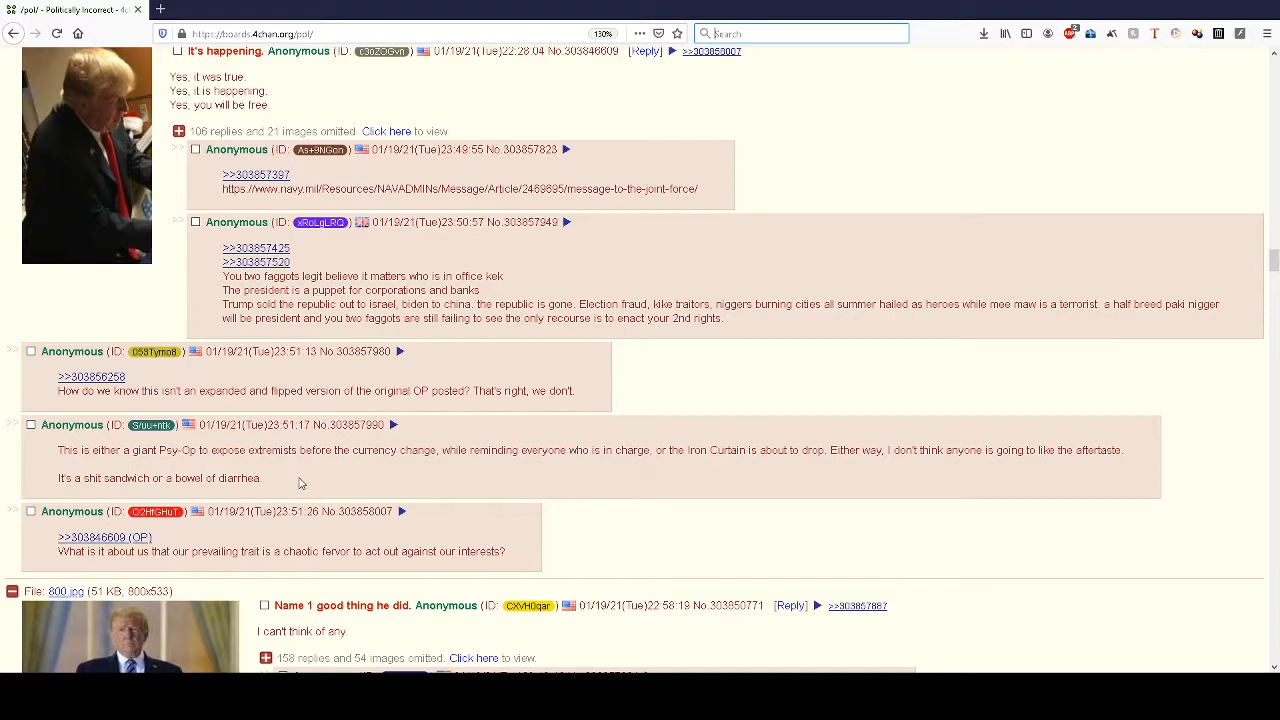 /pol/ - Politically Incorrect - 4ch
https://boards.4chan.org/pol/
130%
Search
It's happening. Anonymous (ID: c3oZOGvn) 01/19/21(Tue)22:28:04 No.303846609 [Reply] >>303858007
Yes, it was true.
Yes, it is happening.
Yes, you will be free.
106 replies and 21 images omitted. Click here to view.
>> Anonymous (ID: As+9NGon) 01/19/21(Tue)23:49:55 No.303857823
>>303857397
https://www.navy.mil/Resources/NAVADMINs/Message/Article/2469695/message-to-the-joint-force/
>> Anonymous (ID: xRoLgLRQ) 01/19/21(Tue)23:50:57 No.303857949
>>303857425
>>303857520
You two faggots legit believe it matters who is in office kek
The president is a puppet for corporations and banks
Trump sold the republic out to israel, biden to china. the republic is gone. Election fraud, kike traitors, niggers burning cities all summer hailed as heroes while mee maw is a terrorist. a half breed paki nigger
will be president and you two faggots are still failing to see the only recourse is to enact your 2nd rights.
>> Anonymous (ID: 053Tymo8) 01/19/21(Tue)23:51:13 No.303857980
>>303856258
How do we know this isn't an expanded and flipped version of the original OP posted? That's right, we don't.
>> Anonymous (ID: S/uu+ntk) 01/19/21(Tue)23:51:17 No.303857990
This is either a giant Psy-Op to expose extremists before the currency change, while reminding everyone who is in charge, or the Iron Curtain is about to drop. Either way, I don't think anyone is going to like the aftertaste.
It's a shit sandwich or a bowel of diarrhea.
>> Anonymous (ID: O2HfGHuT) 01/19/21(Tue)23:51:26 No.303858007
>>303846609 (OP)
What is it about us that our prevailing trait is a chaotic fervor to act out against our interests?
File: 800.jpg (51 KB, 800x533)
Name 1 good thing he did. Anonymous (ID: CXVH0qar) 01/19/21(Tue)22:58:19 No.303850771 [Reply] >>303857887
I can't think of any.
158 replies and 54 images omitted. Click here to view.